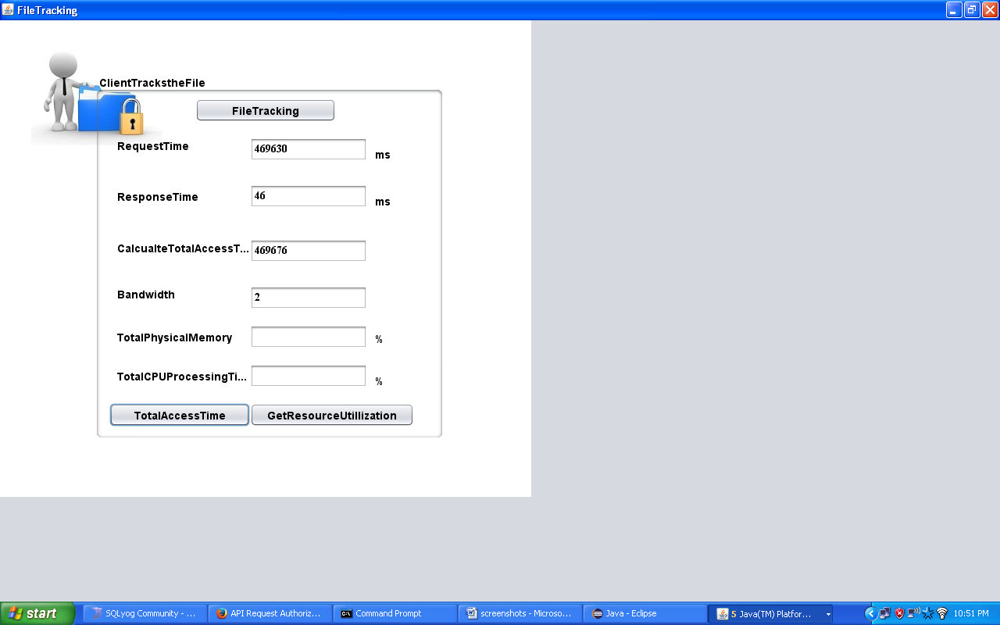 FileTracking
ClientTrackstheFile
FileTracking
RequestTime 469630 ms
ResponseTime 46 ms
CalcualteTotalAccessT... 469676
Bandwidth 2
TotalPhysicalMemory %
TotalCPUProcessingTi... %
TotalAccessTime GetResourceUtillization
start SQLyog Community - ... API Request Authoriz... Command Prompt screenshots - Microso... Java - Eclipse 5 Java(TM) Platfor... 10:51 PM